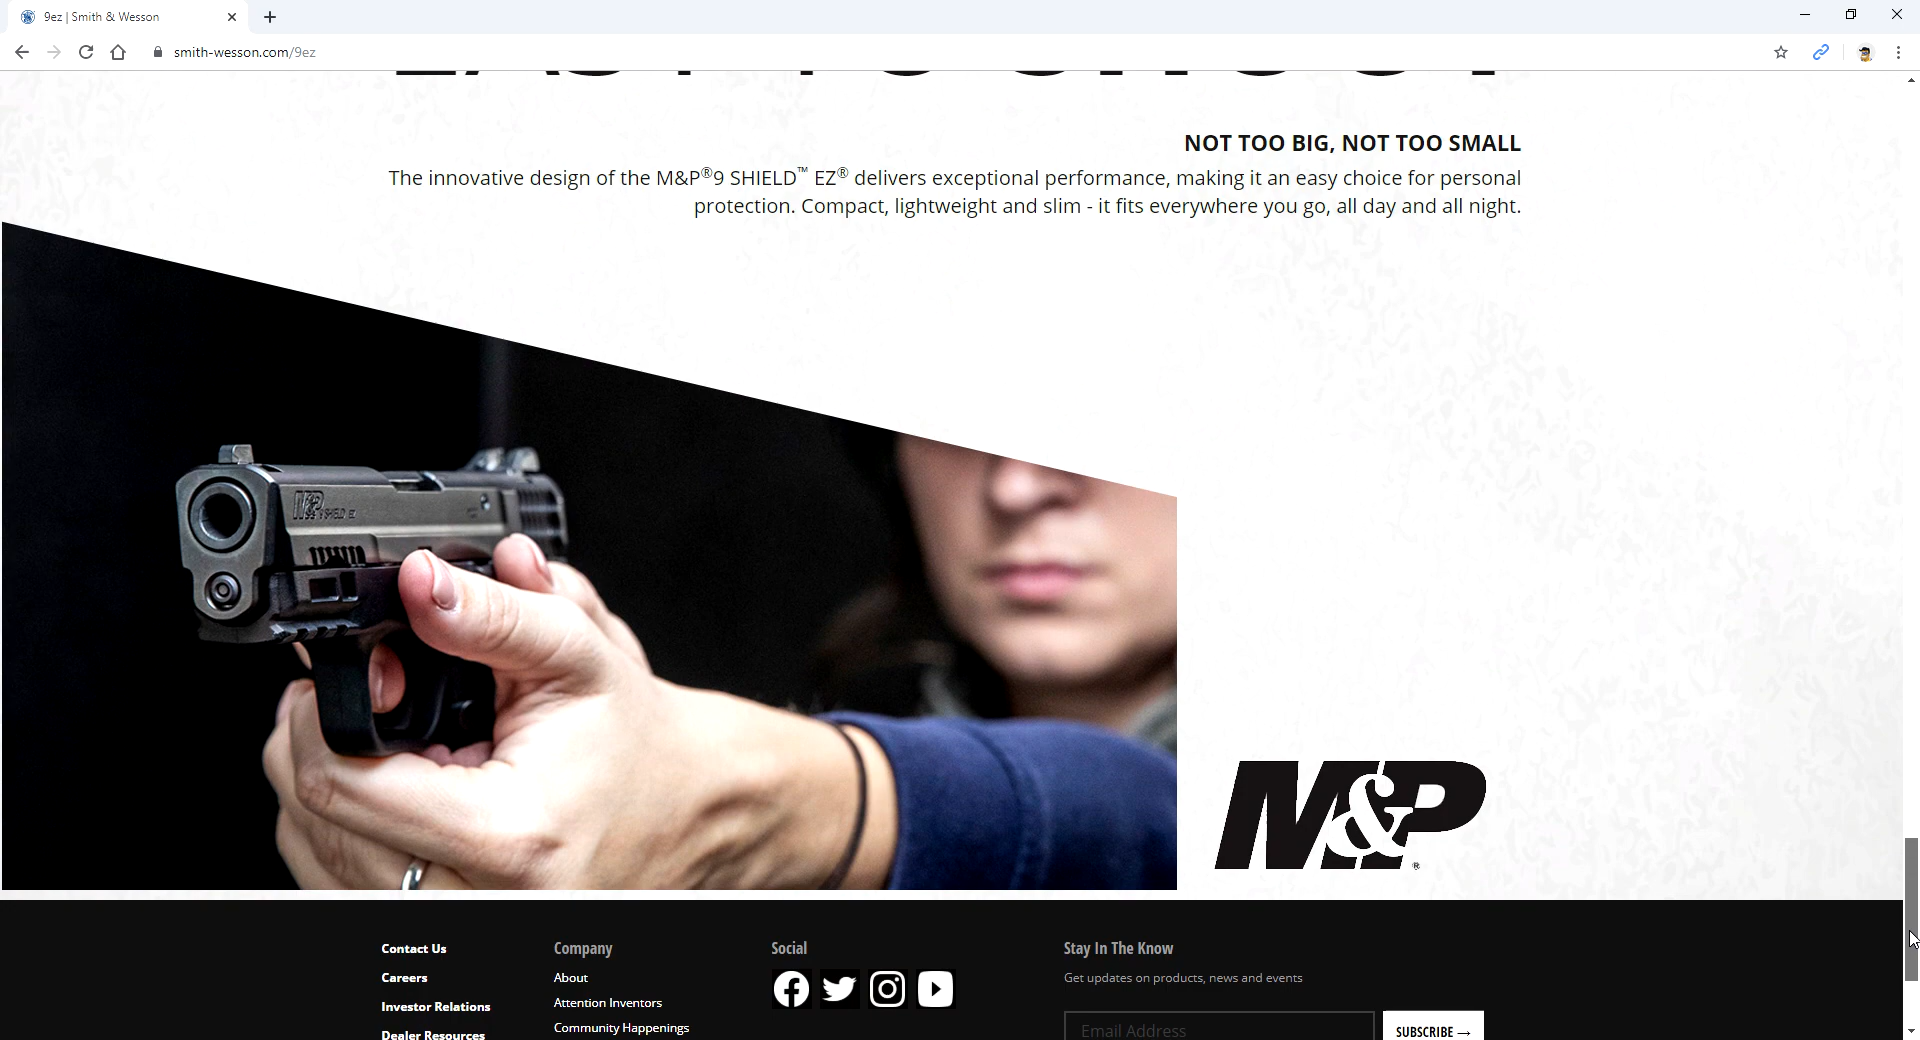 9ez | Smith & Wesson
smith-wesson.com/9ez
NOT TOO BIG, NOT TOO SMALL
The innovative design of the M&P®9 SHIELD™ EZ® delivers exceptional performance, making it an easy choice for personal
protection. Compact, lightweight and slim - it fits everywhere you go, all day and all night.
M&P
9 SHIELD EZ
M&P®
Contact Us
Careers
Investor Relations
Dealer Resources
Company
About
Attention Inventors
Community Happenings
Social
Stay In The Know
Get updates on products, news and events
Email Address
SUBSCRIBE →